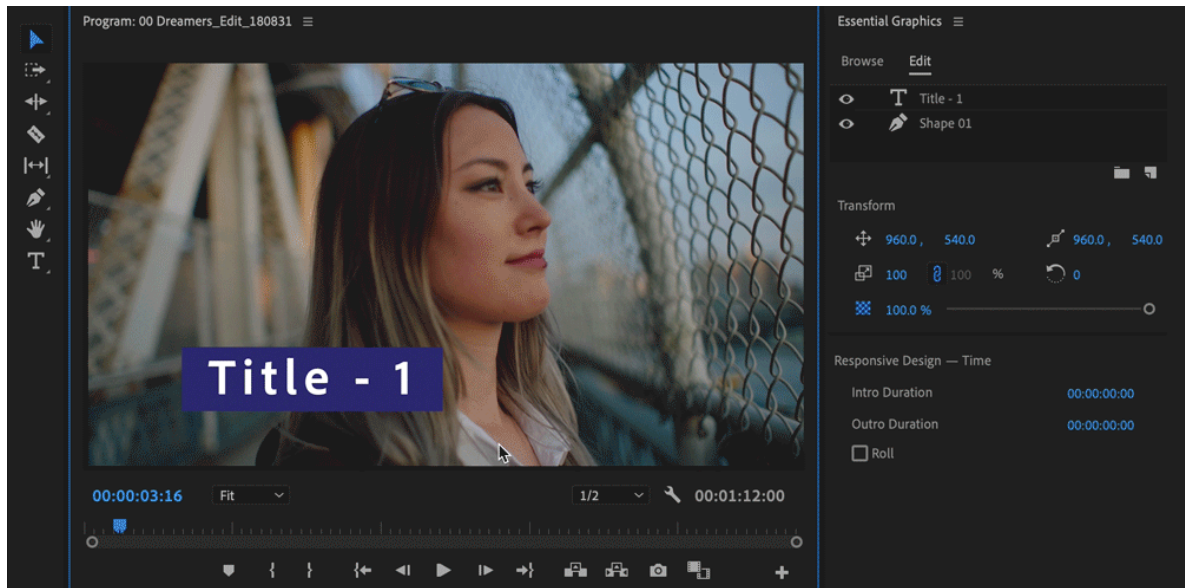 Program: 00 Dreamers_Edit_180831
Title - 1
00:00:03:16
Fit
1/2
00:01:12:00
T
Essential Graphics
Browse Edit
T Title - 1
Shape 01
Transform
960.0 , 540.0 960.0 , 540.0
100 100 % 0
100.0 %
Responsive Design — Time
Intro Duration 00:00:00:00
Outro Duration 00:00:00:00
Roll